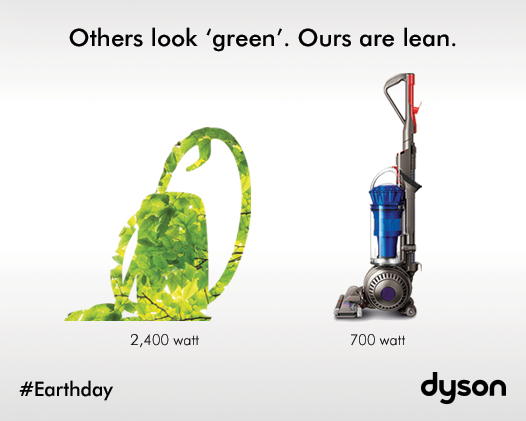 Others look ‘green’. Ours are lean.
2,400 watt
700 watt
#Earthday
dyson